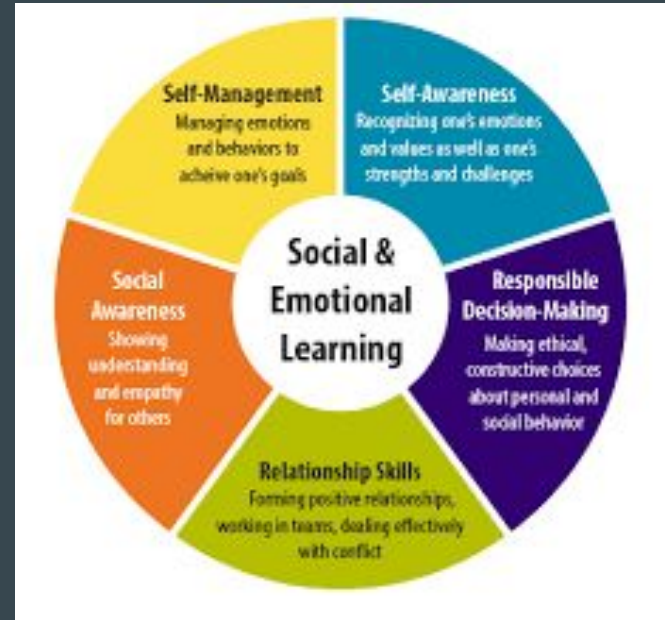 Self-Management
Managing emotions
and behaviors to
acheive one's goals
Self-Awareness
Recognizing one's emotions
and values as well as one's
strengths and challenges
Social &
Emotional
Learning
Social
Awareness
Showing
understanding
and empathy
for others
Responsible
Decision-Making
Making ethical,
constructive choices
about personal and
social behavior
Relationship Skills
Forming positive relationships,
working in teams, dealing effectively
with conflict